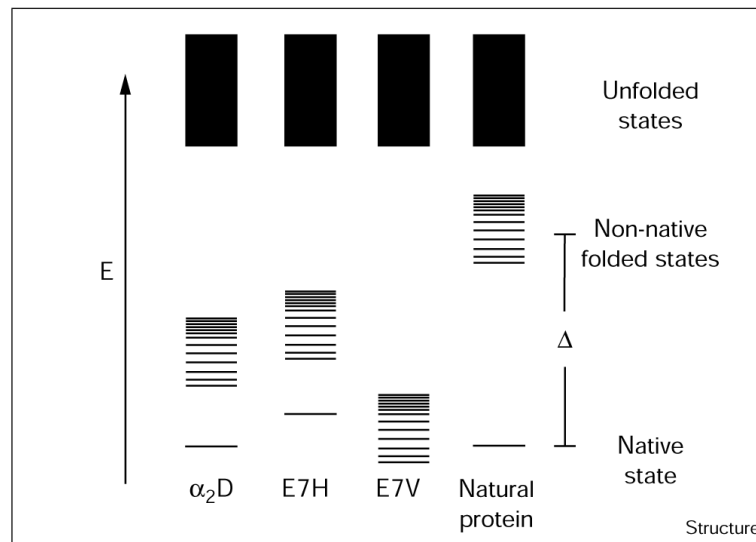 Unfolded
states
Non-native
folded states
E
Δ
Native
state
α₂D
E7H
E7V
Natural
protein
Structure